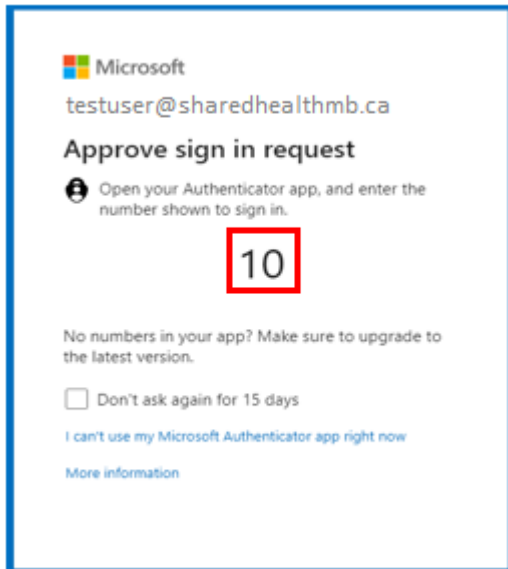 Microsoft
testuser@sharedhealthmb.ca
Approve sign in request
Open your Authenticator app, and enter the
number shown to sign in.
10
No numbers in your app? Make sure to upgrade to
the latest version.
Don't ask again for 15 days
I can't use my Microsoft Authenticator app right now
More information